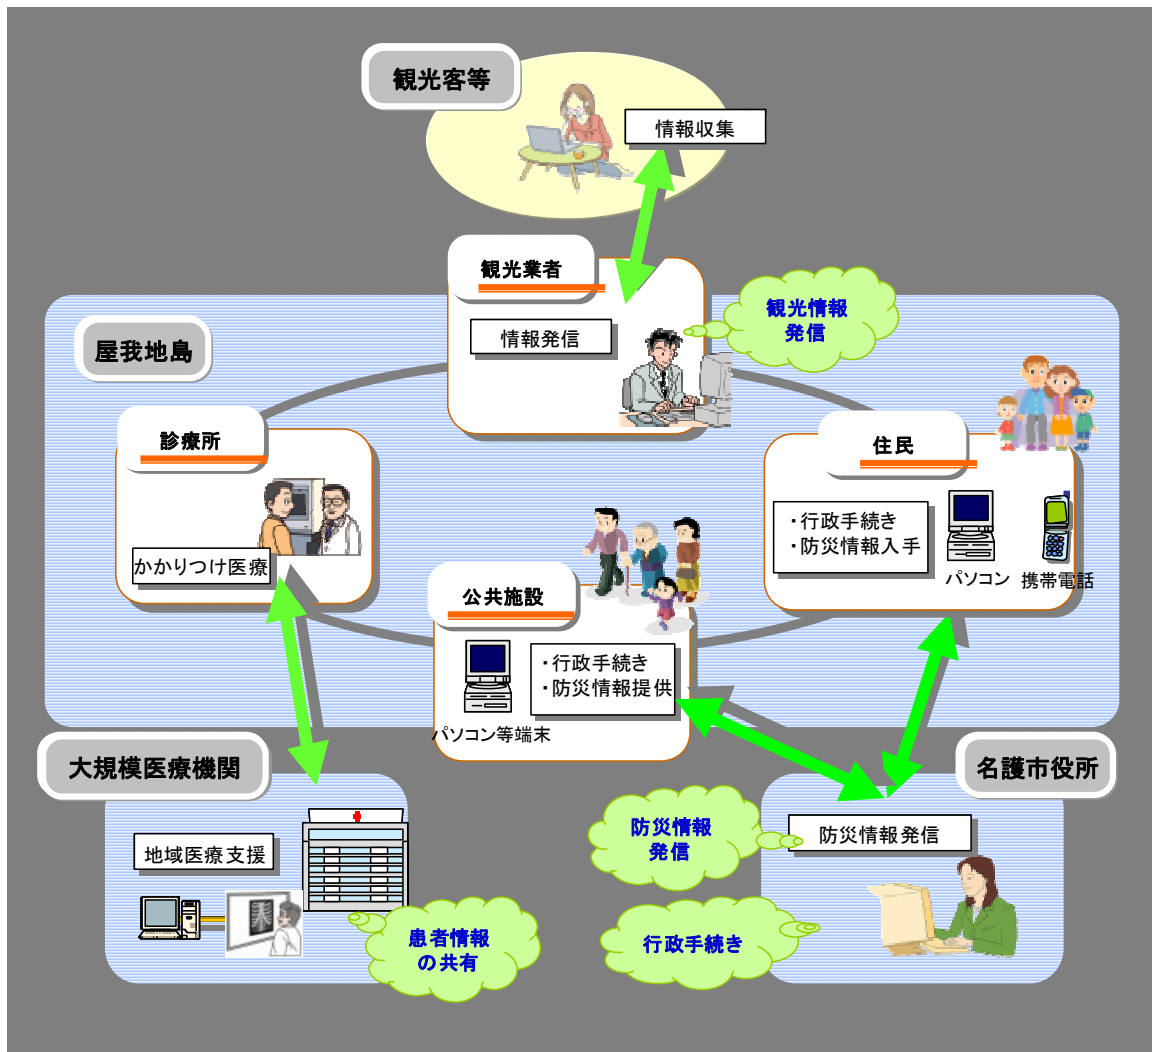 観光客等
情報収集
観光業者
情報発信
観光情報
発信
屋我地島
診療所
かかりつけ医療
住民
・行政手続き
・防災情報入手
パソコン
携帯電話
公共施設
・行政手続き
・防災情報提供
パソコン等端末
大規模医療機関
地域医療支援
患者情報
の共有
名護市役所
防災情報
発信
防災情報発信
行政手続き